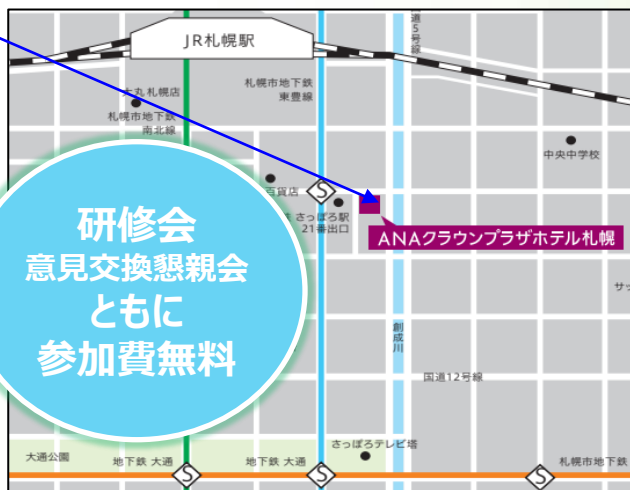 国道5号線
JR札幌駅
札幌市地下鉄
東豊線
大丸 札幌店
札幌市地下鉄
南北線
中央中学校
百貨店
さっぽろ駅
21番出口
ANAクラウンプラザホテル札幌
研修会
意見交換懇親会
ともに
参加費無料
サッ
創成川
国道12号線
さっぽろテレビ塔
大通公園
地下鉄 大通
地下鉄 大通
札幌市地下鉄
S
S
S
S